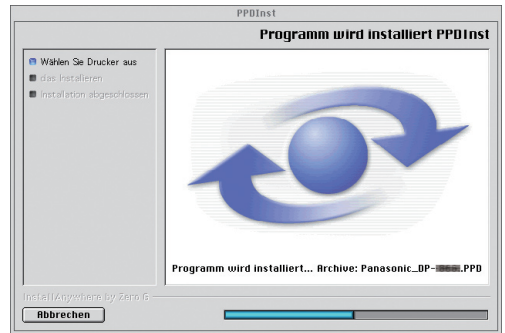 PPDInst
Programm wird installiert PPDInst
Wählen Sie Drucker aus
das Installieren
Installation abgeschlossen
Programm wird installiert... Archive: Panasonic_DP-.PPD
InstallAnywhere by Zero G
Abbrechen